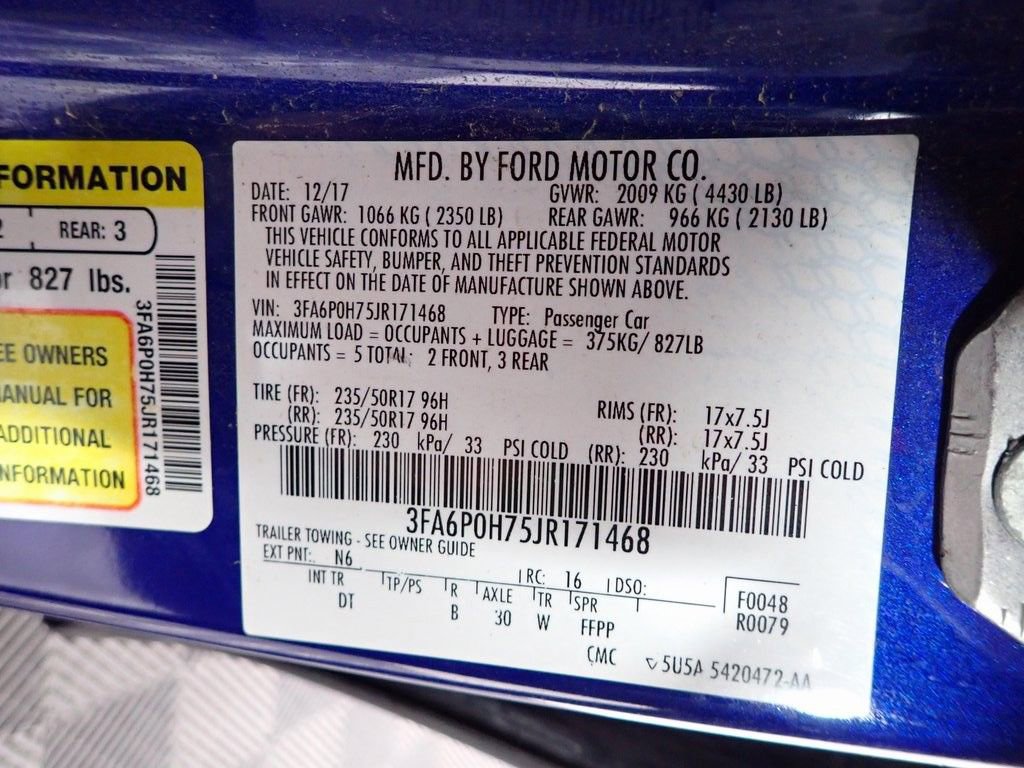 FORMATION
2 REAR: 3
or 827 lbs.
EE OWNERS
ANUAL FOR
ADDITIONAL
NFORMATION
3FA6P0H75JR171468
MFD. BY FORD MOTOR CO.
DATE: 12/17 GVWR: 2009 KG ( 4430 LB)
FRONT GAWR: 1066 KG ( 2350 LB) REAR GAWR: 966 KG ( 2130 LB)
THIS VEHICLE CONFORMS TO ALL APPLICABLE FEDERAL MOTOR
VEHICLE SAFETY, BUMPER, AND THEFT PREVENTION STANDARDS
IN EFFECT ON THE DATE OF MANUFACTURE SHOWN ABOVE.
VIN: 3FA6P0H75JR171468 TYPE: Passenger Car
MAXIMUM LOAD = OCCUPANTS + LUGGAGE = 375KG/ 827LB
OCCUPANTS = 5 TOTAL: 2 FRONT, 3 REAR
TIRE (FR): 235/50R17 96H RIMS (FR): 17x7.5J
(RR): 235/50R17 96H (RR): 17x7.5J
PRESSURE (FR): 230 kPa/ 33 PSI COLD (RR): 230 kPa/ 33 PSI COLD
3FA6P0H75JR171468
TRAILER TOWING - SEE OWNER GUIDE
EXT PNT: N6 RC: 16 DSO:
INT TR TP/PS R AXLE TR SPR F0048
DT B 30 W FFPP R0079
CMC 5U5A 5420472-AA